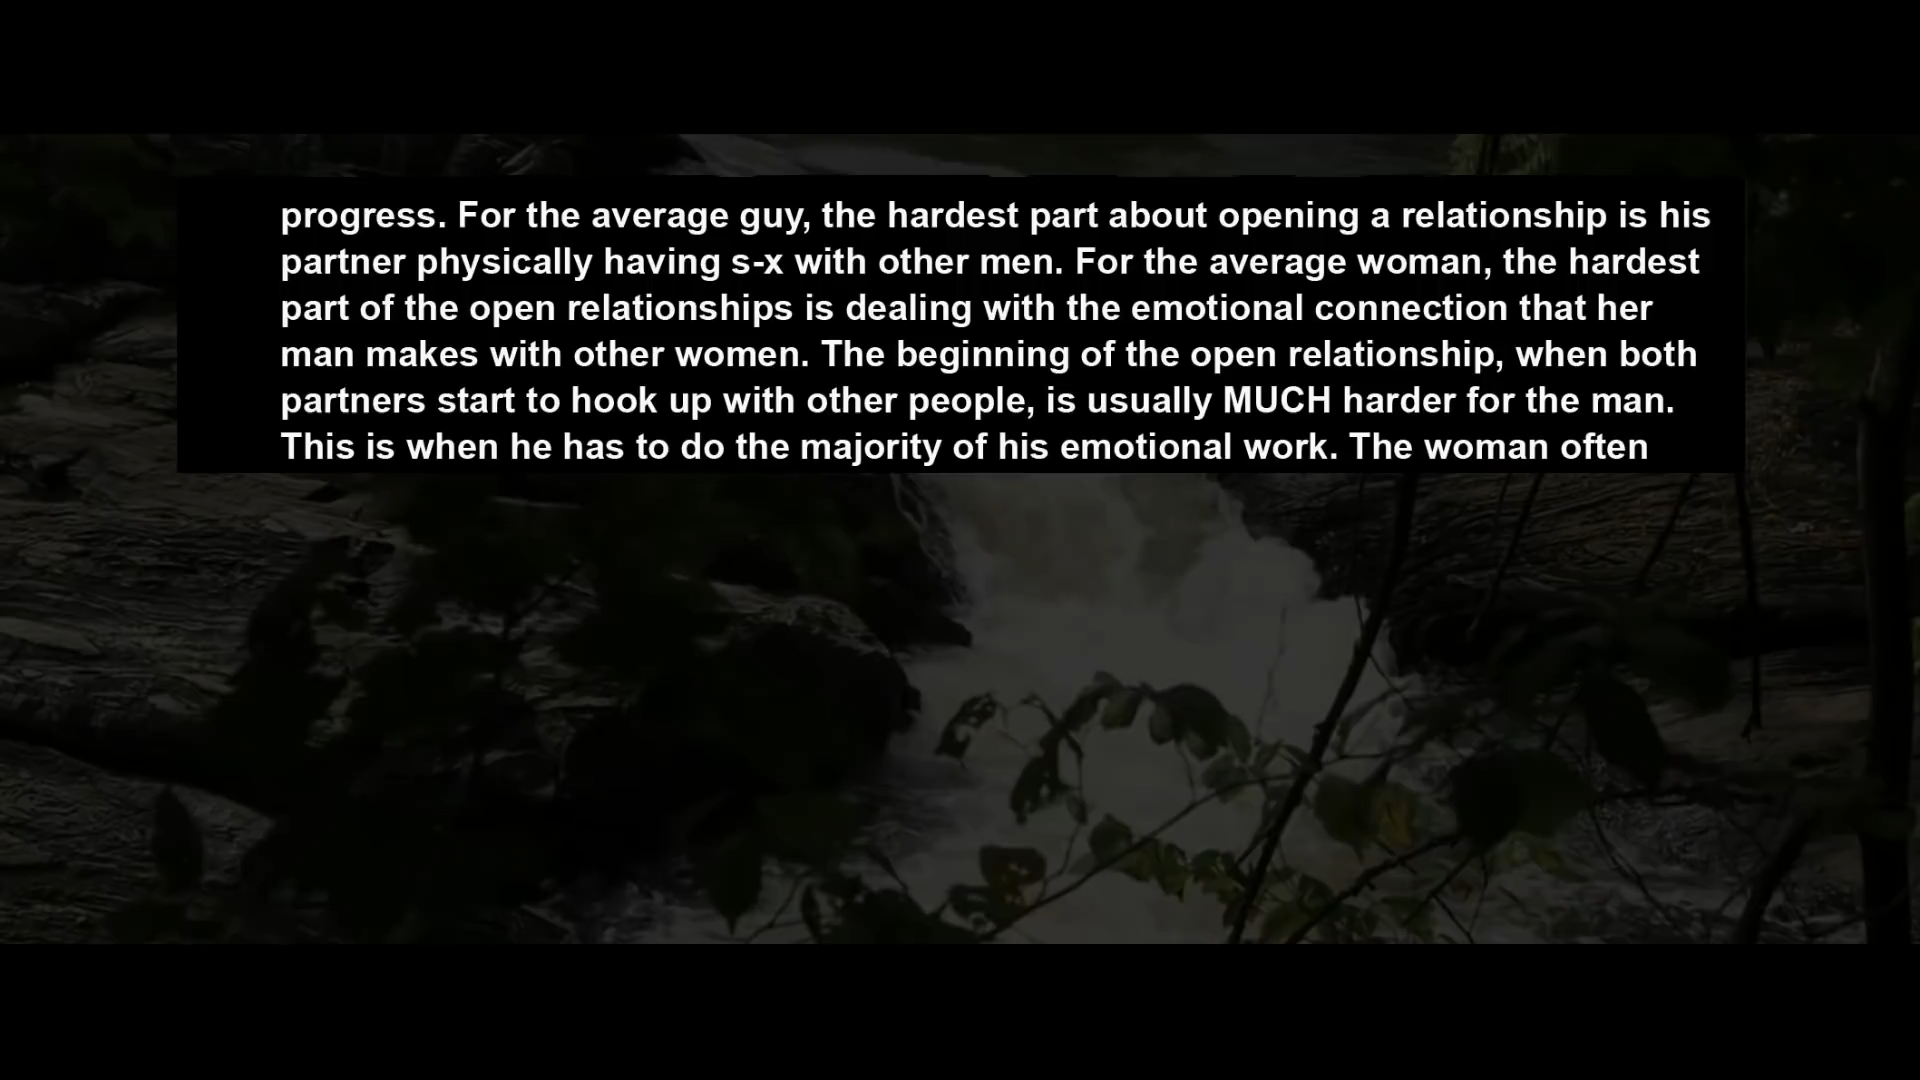 progress. For the average guy, the hardest part about opening a relationship is his
partner physically having s-x with other men. For the average woman, the hardest
part of the open relationships is dealing with the emotional connection that her
man makes with other women. The beginning of the open relationship, when both
partners start to hook up with other people, is usually MUCH harder for the man.
This is when he has to do the majority of his emotional work. The woman often